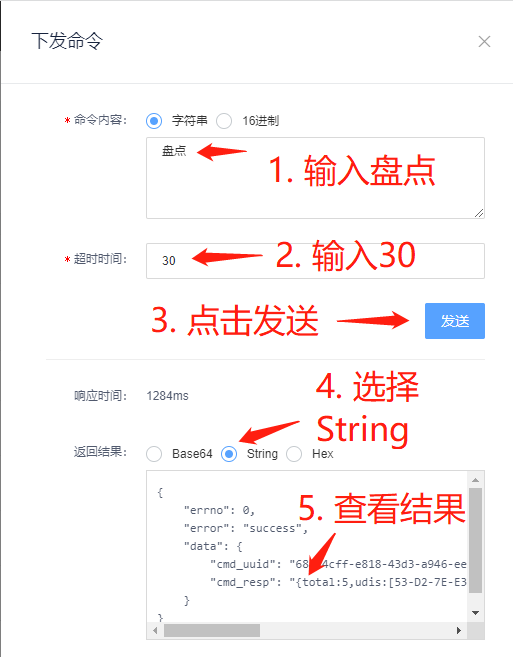 下发命令
* 命令内容： 字符串 16进制
盘点
1. 输入盘点
* 超时时间： 30
2. 输入30
3. 点击发送
发送
响应时间： 1284ms
4. 选择
String
返回结果： Base64 String Hex
{
"errno": 0,
"error": "success",
5. 查看结果
"data": {
"cmd_uuid": "68 4cff-e818-43d3-a946-ee
"cmd_resp": "{total:5,udis:[53-D2-7E-E3
}
}